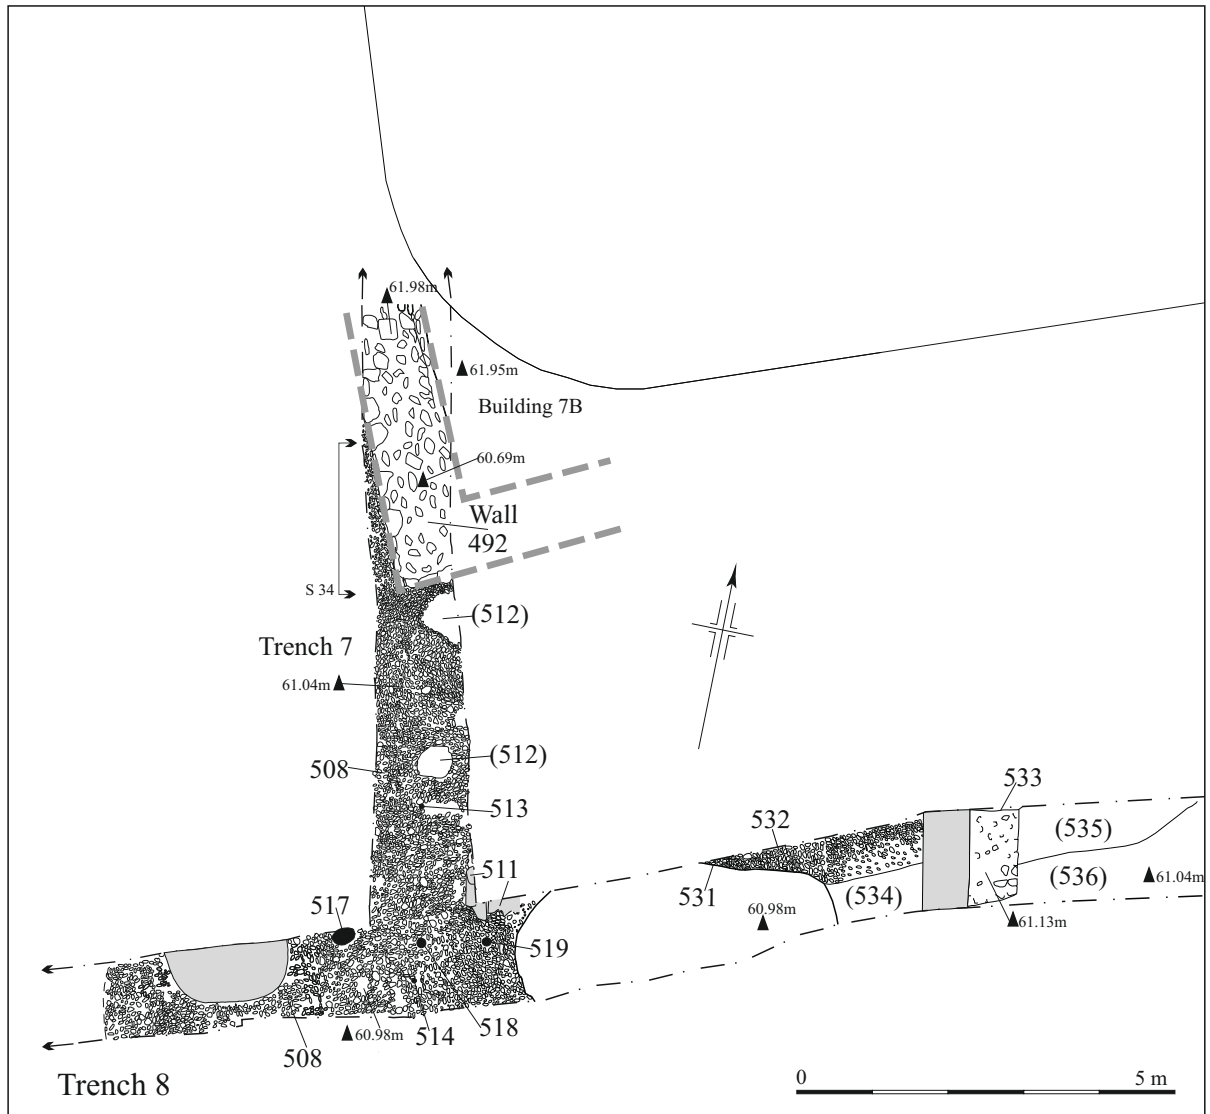 61.98m
61.95m
Building 7B
60.69m
Wall
492
S 34
(512)
Trench 7
61.04m
(512)
508
513
533
532
(535)
511
531
(534)
(536)
61.04m
517
60.98m
61.13m
519
518
514
60.98m
508
Trench 8
0 5 m